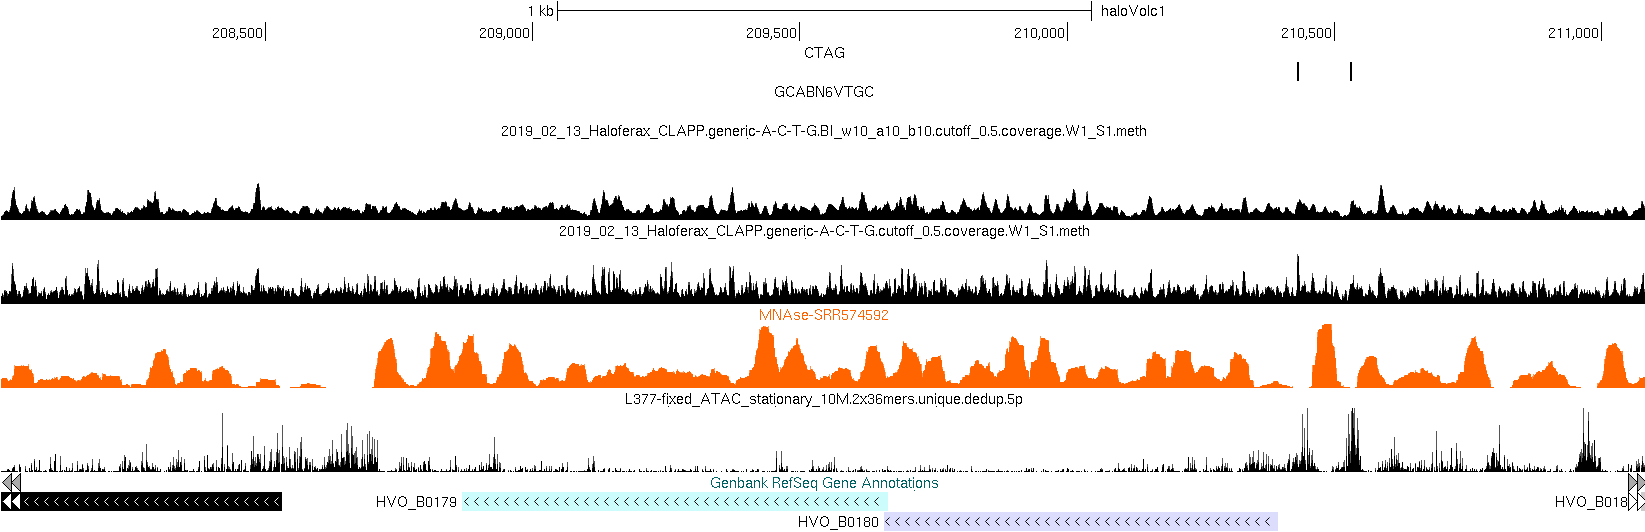 1 kb haloVolc1
208,500 209,000 209,500 210,000 210,500 211,000
CTAG
GCABN6VTGC
2019_02_13_Haloferax_CLAPP.generic-A-C-T-G.BI_w10_a10_b10.cutoff_0.5.coverage.W1_S1.meth
2019_02_13_Haloferax_CLAPP.generic-A-C-T-G.cutoff_0.5.coverage.W1_S1.meth
MNAse-SRR574592
L377-fixed_ATAC_stationary_10M.2x36mers.unique.dedup.5p
Genbank RefSeq Gene Annotations
HVO_B0179 HVO_B018
HVO_B0180